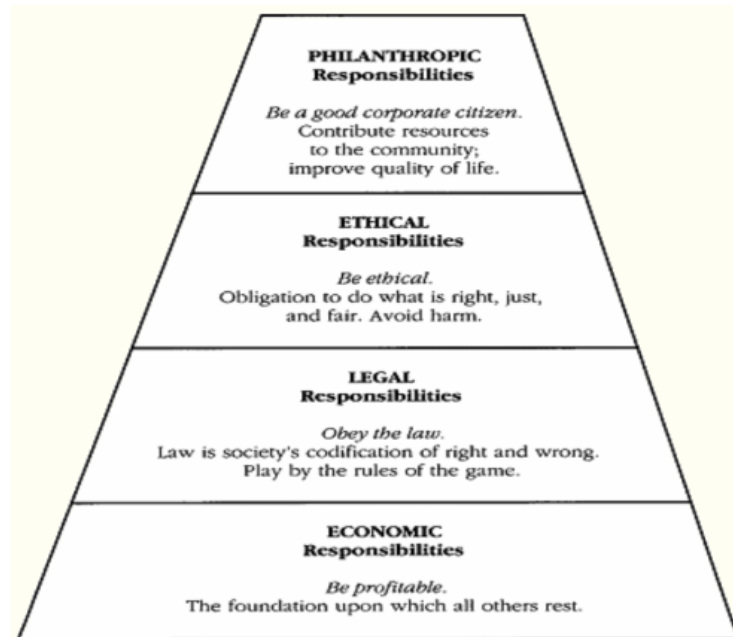 PHILANTHROPIC
Responsibilities
Be a good corporate citizen.
Contribute resources
to the community;
improve quality of life.
ETHICAL
Responsibilities
Be ethical.
Obligation to do what is right, just,
and fair. Avoid harm.
LEGAL
Responsibilities
Obey the law.
Law is society's codification of right and wrong.
Play by the rules of the game.
ECONOMIC
Responsibilities
Be profitable.
The foundation upon which all others rest.